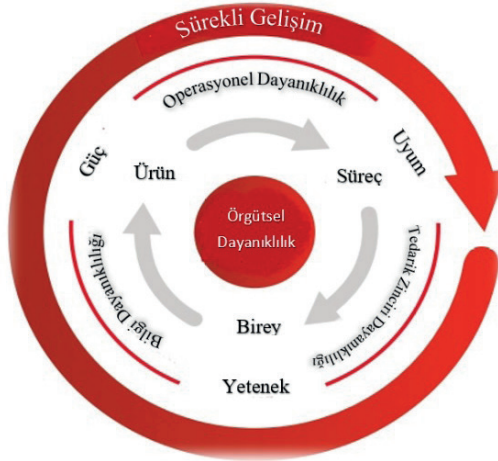 Sürekli Gelişim
Operasyonel Dayanıklılık
Güç
Uyum
Ürün
Süreç
Örgütsel
Dayanıklılık
Bilgi Dayanıklılığı
Tedarik Zinciri Dayanıklılığı
Birey
Yetenek